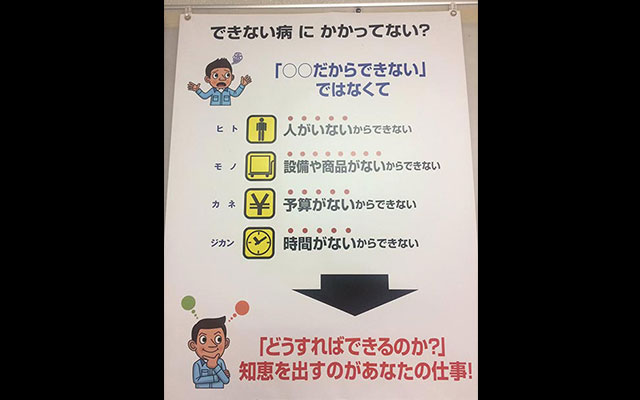 できない病 に かかってない?
「○○だからできない」
ではなくて
ヒト 人がいないからできない
モノ 設備や商品がないからできない
カネ ¥ 予算がないからできない
ジカン 時間がないからできない
「どうすればできるのか?」
知恵を出すのがあなたの仕事!